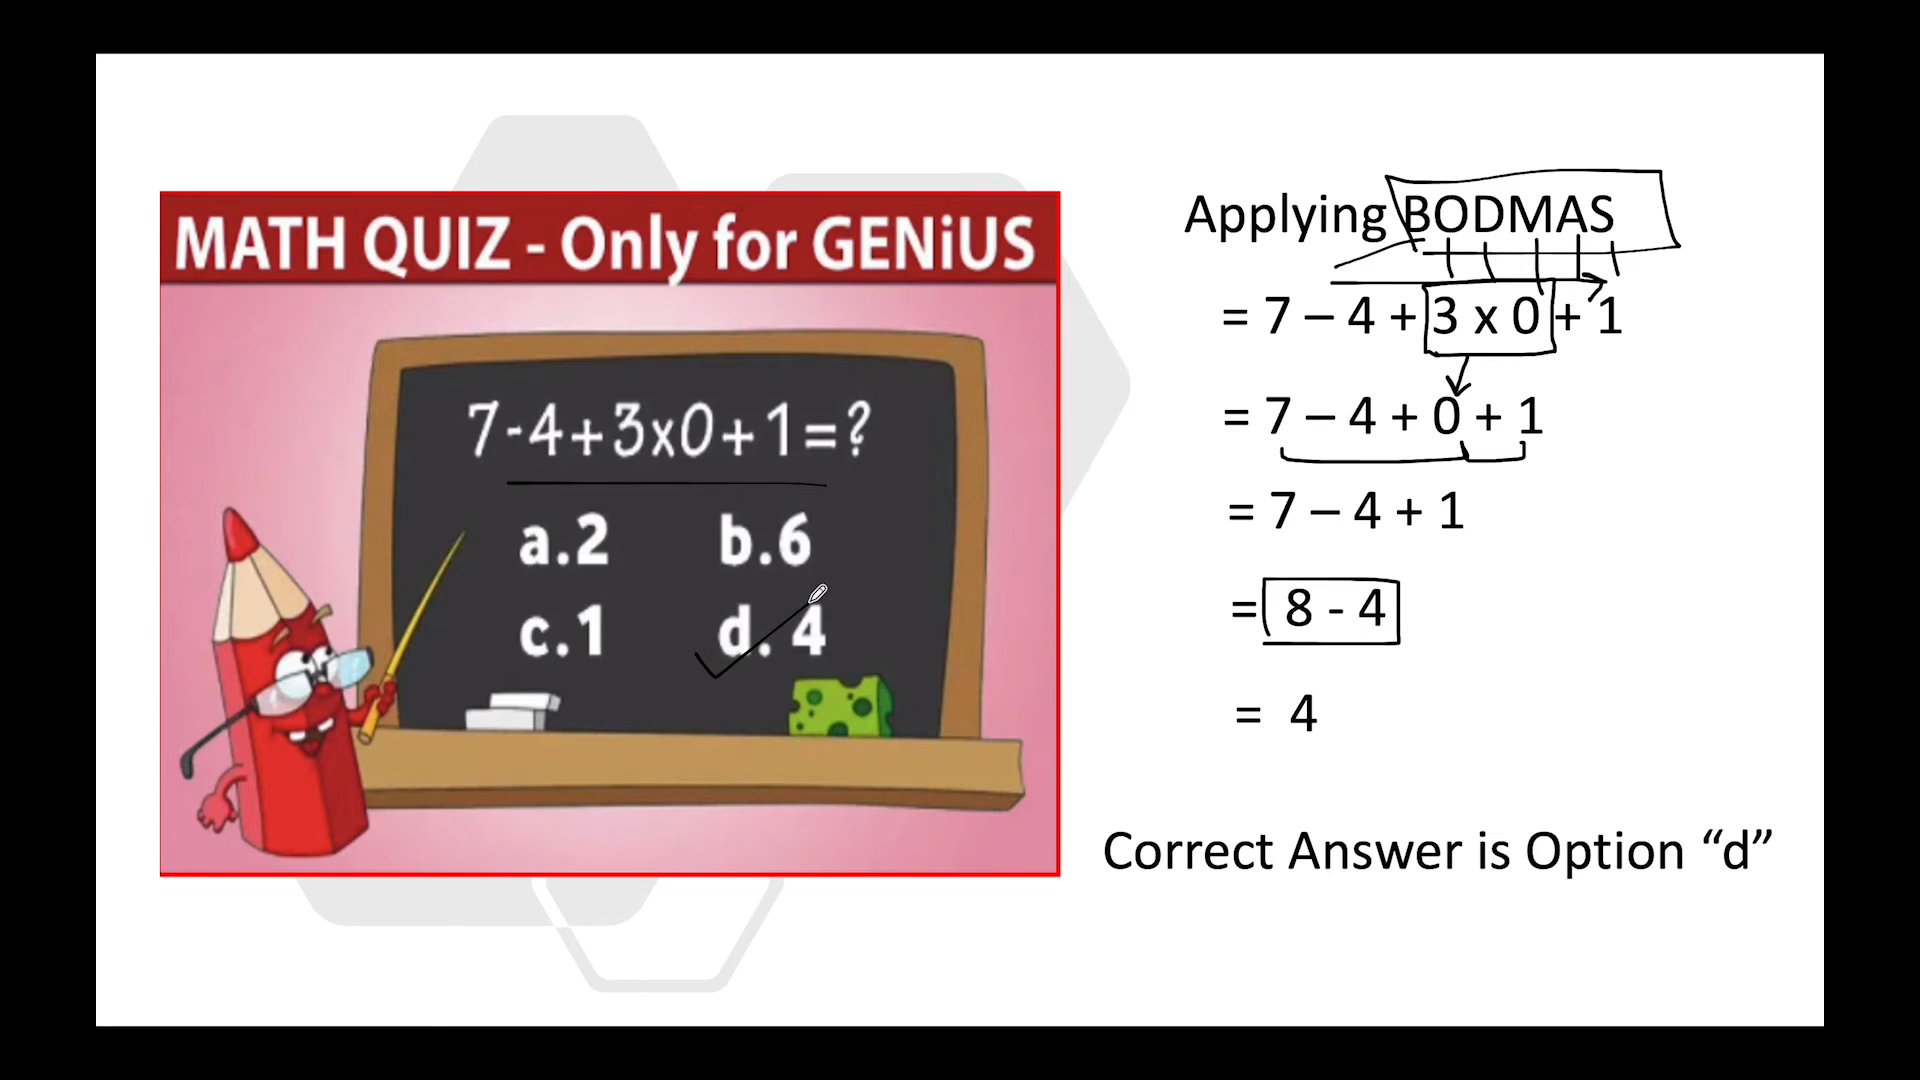 MATH QUIZ - Only for GENiUS
7-4+3x0+1=?
a.2 b.6
c.1 d. 4
Applying BODMAS
= 7 – 4 + 3 x 0 + 1
= 7 – 4 + 0 + 1
= 7 – 4 + 1
= 8 - 4
= 4
Correct Answer is Option “d”